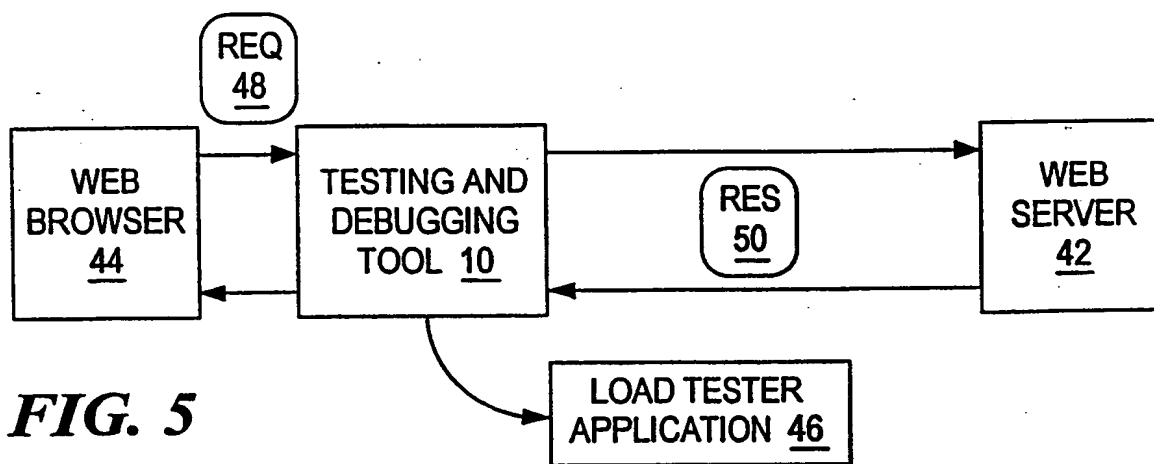 REQ
48
WEB
BROWSER
44
TESTING AND
DEBUGGING
TOOL 10
RES
50
WEB
SERVER
42
LOAD TESTER
APPLICATION 46
FIG. 5